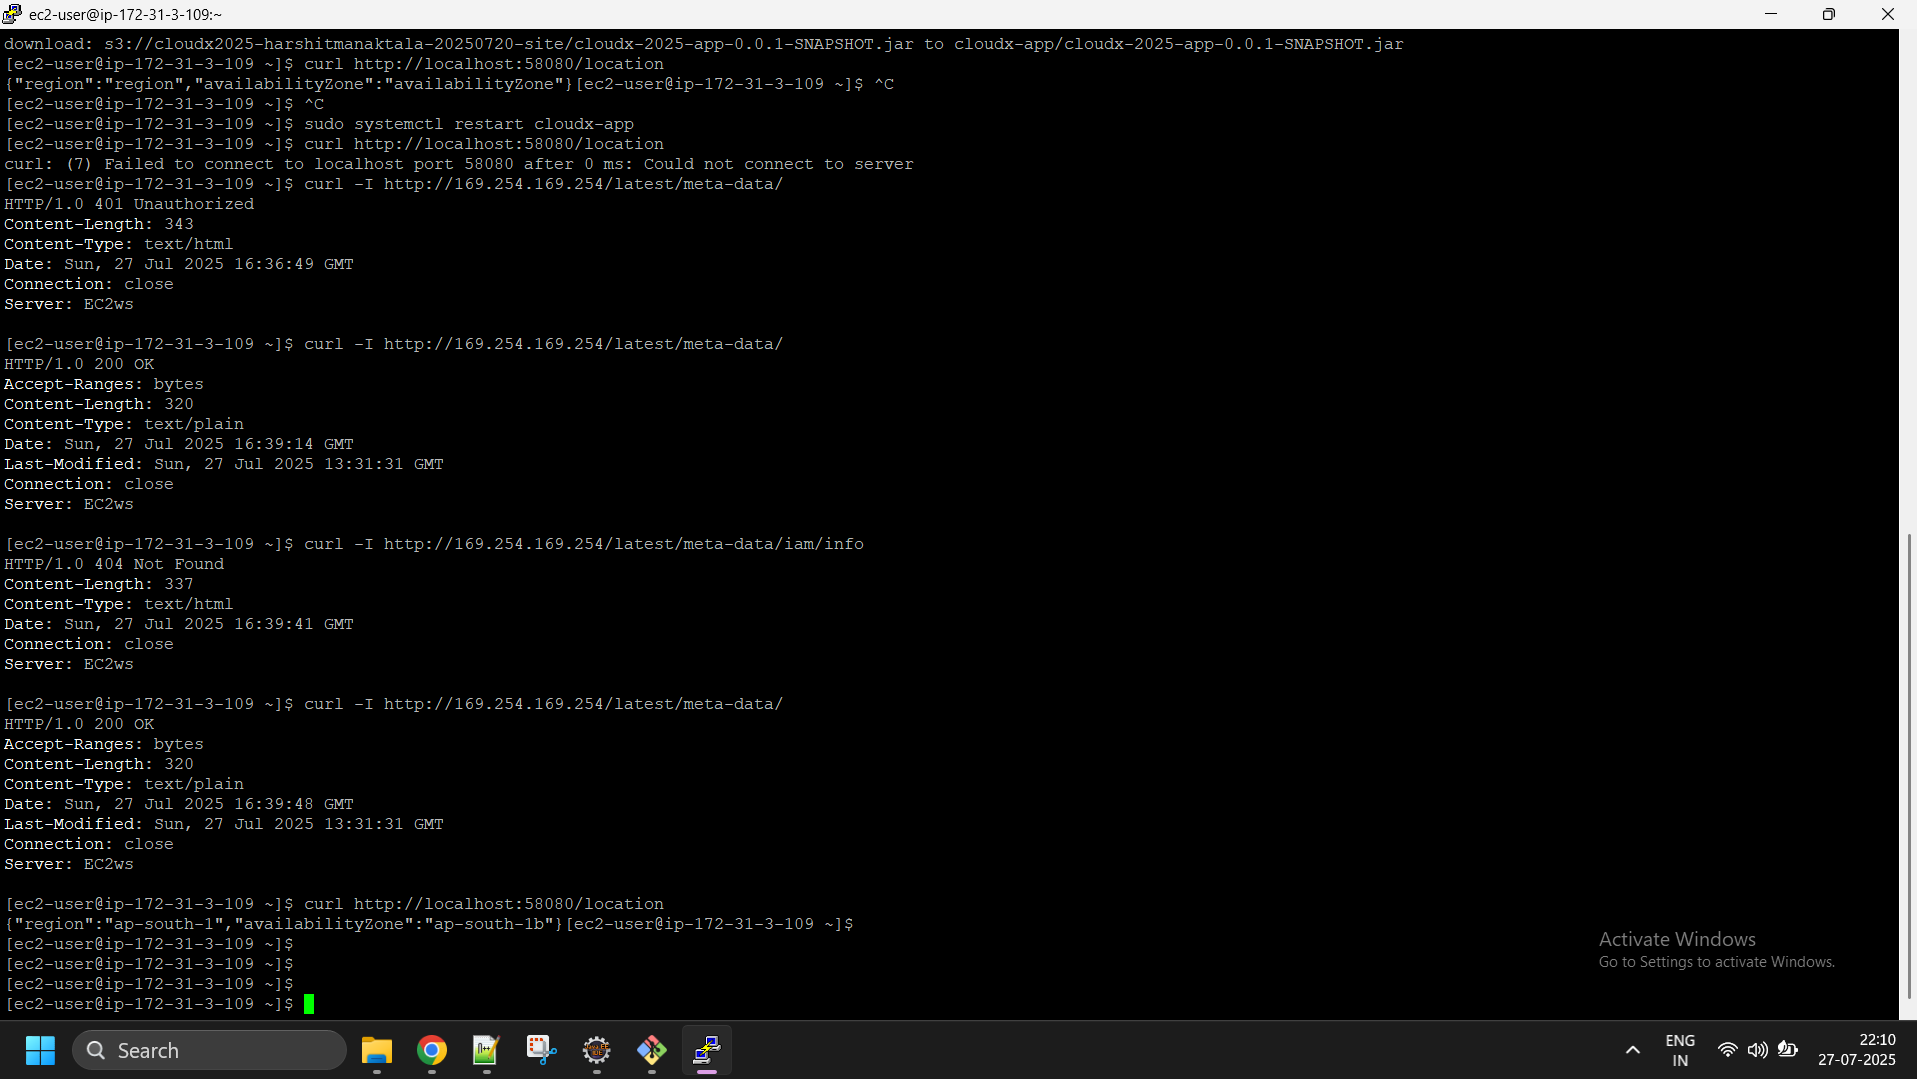 ec2-user@ip-172-31-3-109:~
download: s3://cloudx2025-harshitmanaktala-20250720-site/cloudx-2025-app-0.0.1-SNAPSHOT.jar to cloudx-app/cloudx-2025-app-0.0.1-SNAPSHOT.jar
[ec2-user@ip-172-31-3-109 ~]$ curl http://localhost:58080/location
{"region":"region","availabilityZone":"availabilityZone"}[ec2-user@ip-172-31-3-109 ~]$ ^C
[ec2-user@ip-172-31-3-109 ~]$ ^C
[ec2-user@ip-172-31-3-109 ~]$ sudo systemctl restart cloudx-app
[ec2-user@ip-172-31-3-109 ~]$ curl http://localhost:58080/location
curl: (7) Failed to connect to localhost port 58080 after 0 ms: Could not connect to server
[ec2-user@ip-172-31-3-109 ~]$ curl -I http://169.254.169.254/latest/meta-data/
HTTP/1.0 401 Unauthorized
Content-Length: 343
Content-Type: text/html
Date: Sun, 27 Jul 2025 16:36:49 GMT
Connection: close
Server: EC2ws
[ec2-user@ip-172-31-3-109 ~]$ curl -I http://169.254.169.254/latest/meta-data/
HTTP/1.0 200 OK
Accept-Ranges: bytes
Content-Length: 320
Content-Type: text/plain
Date: Sun, 27 Jul 2025 16:39:14 GMT
Last-Modified: Sun, 27 Jul 2025 13:31:31 GMT
Connection: close
Server: EC2ws
[ec2-user@ip-172-31-3-109 ~]$ curl -I http://169.254.169.254/latest/meta-data/iam/info
HTTP/1.0 404 Not Found
Content-Length: 337
Content-Type: text/html
Date: Sun, 27 Jul 2025 16:39:41 GMT
Connection: close
Server: EC2ws
[ec2-user@ip-172-31-3-109 ~]$ curl -I http://169.254.169.254/latest/meta-data/
HTTP/1.0 200 OK
Accept-Ranges: bytes
Content-Length: 320
Content-Type: text/plain
Date: Sun, 27 Jul 2025 16:39:48 GMT
Last-Modified: Sun, 27 Jul 2025 13:31:31 GMT
Connection: close
Server: EC2ws
[ec2-user@ip-172-31-3-109 ~]$ curl http://localhost:58080/location
{"region":"ap-south-1","availabilityZone":"ap-south-1b"}[ec2-user@ip-172-31-3-109 ~]$
[ec2-user@ip-172-31-3-109 ~]$
[ec2-user@ip-172-31-3-109 ~]$
[ec2-user@ip-172-31-3-109 ~]$
[ec2-user@ip-172-31-3-109 ~]$
Activate Windows
Go to Settings to activate Windows.
Search
ENG
IN
22:10
27-07-2025